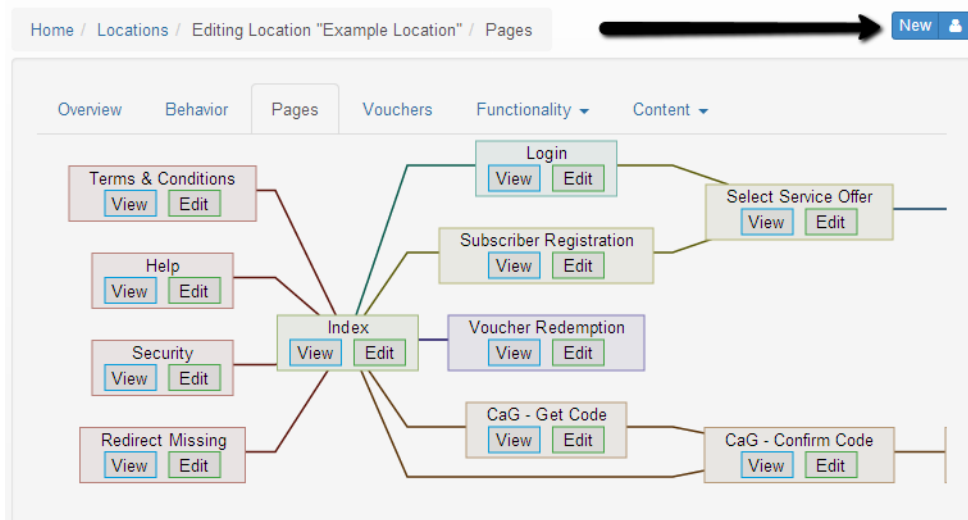 Home / Locations / Editing Location "Example Location" / Pages
New
Overview Behavior Pages Vouchers Functionality Content
Login
View Edit
Terms & Conditions
View Edit
Select Service Offer
View Edit
Subscriber Registration
View Edit
Help
View Edit
Index
View Edit
Voucher Redemption
View Edit
Security
View Edit
CaG - Get Code
View Edit
Redirect Missing
View Edit
CaG - Confirm Code
View Edit